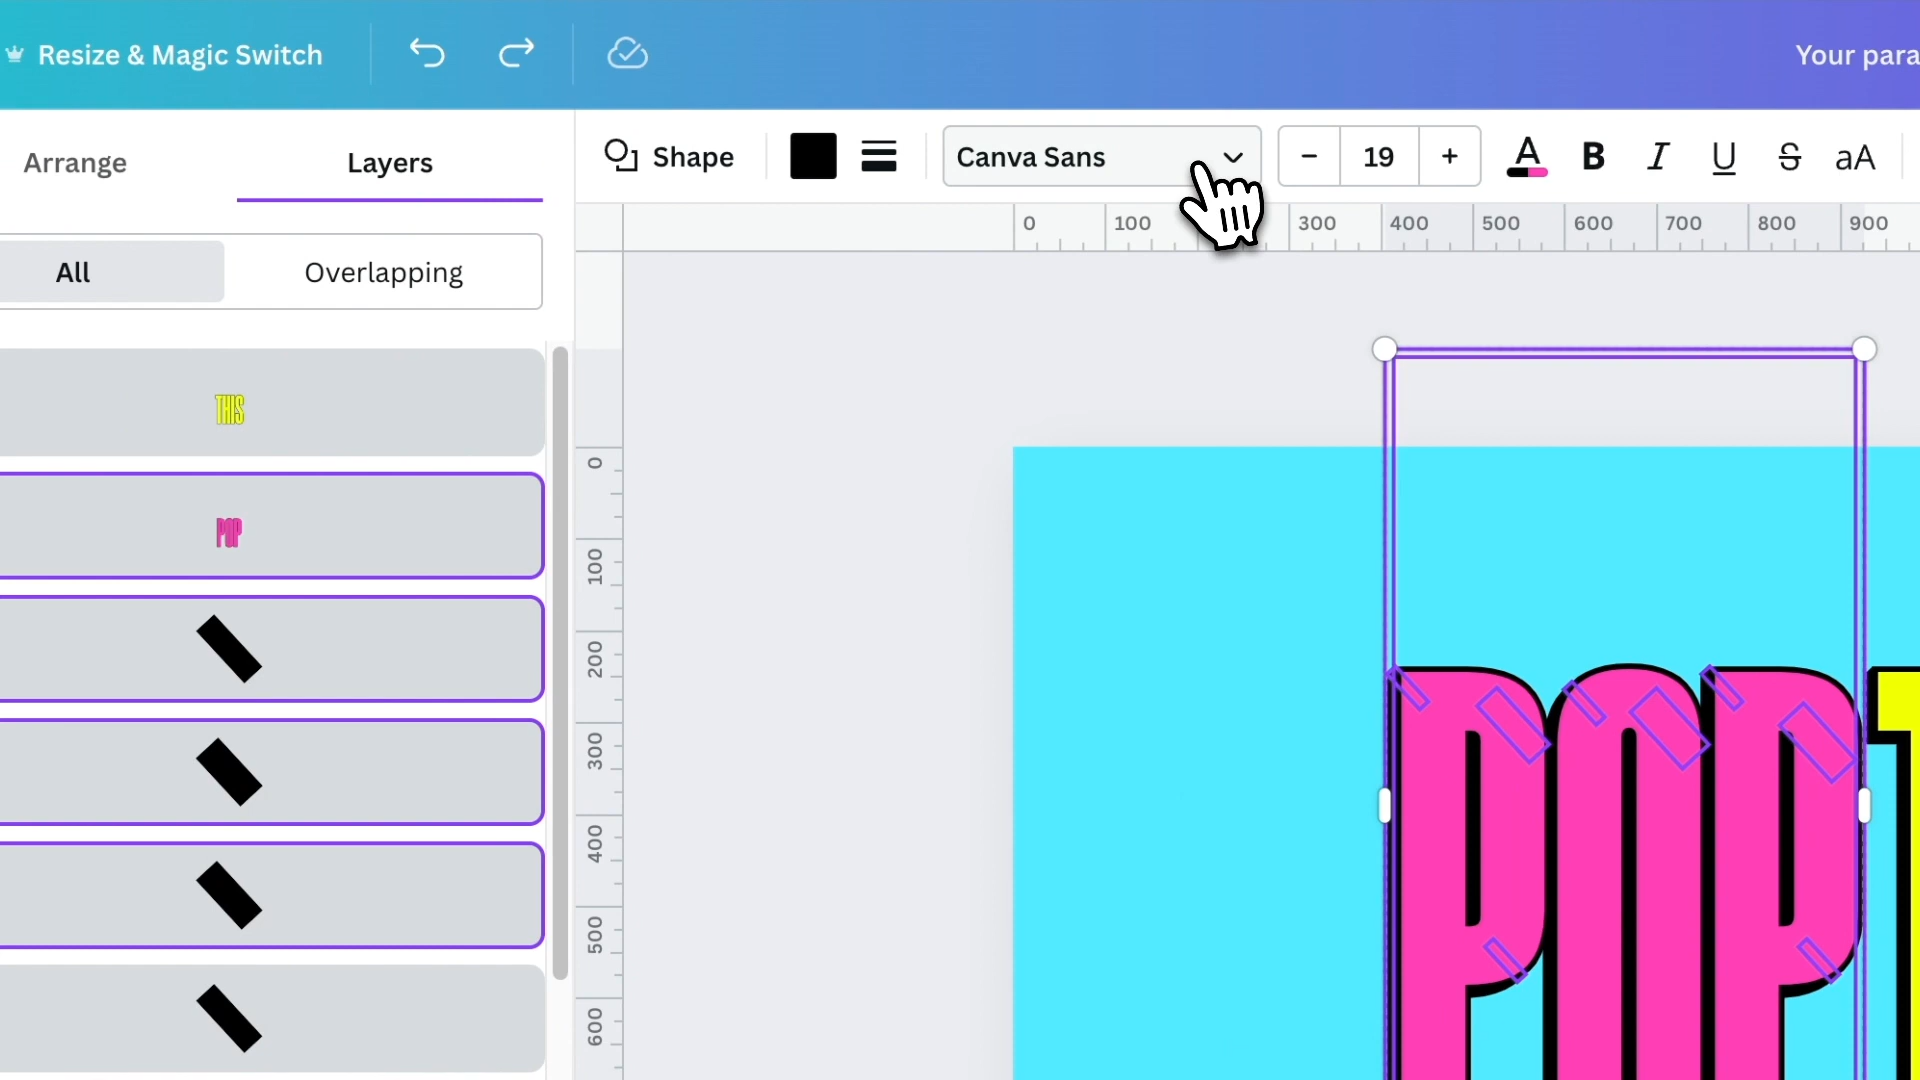 Resize & Magic Switch
Your para
Arrange
Layers
Shape
Canva Sans
- 19 +
A B I U S aA
0 100 300 400 500 600 700 800 900
All
Overlapping
THIS
POP
0
100
200
300
400
500
600
POP